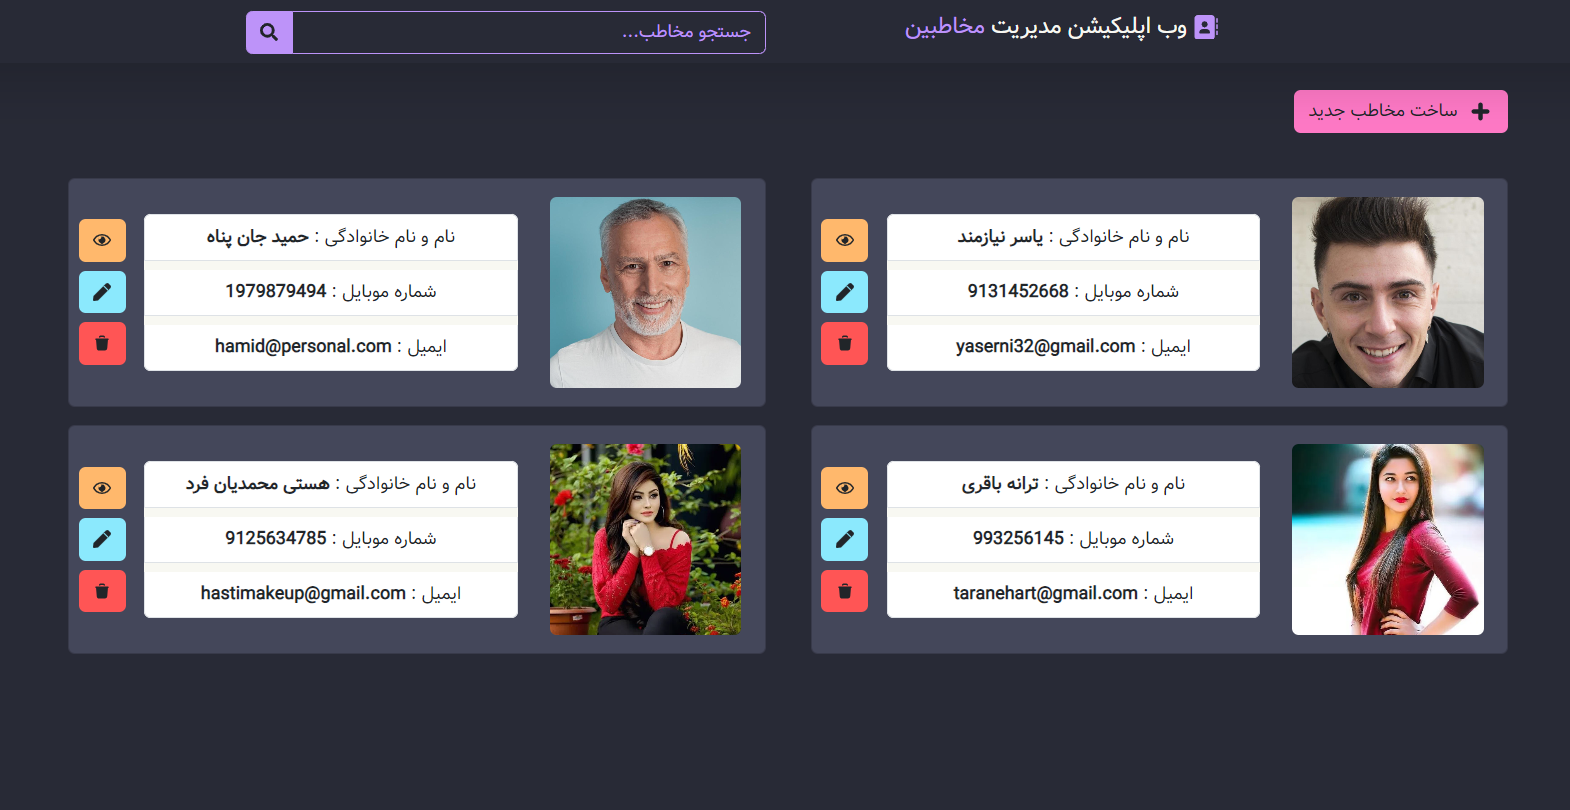 وب اپلیکیشن مدیریت مخاطبین
جستجو مخاطب...
ساخت مخاطب جدید
نام و نام خانوادگی : یاسر نیازمند
شماره موبایل : 9131452668
ایمیل : yaserni32@gmail.com
نام و نام خانوادگی : حمید جان پناه
شماره موبایل : 1979879494
ایمیل : hamid@personal.com
نام و نام خانوادگی : ترانه باقری
شماره موبایل : 993256145
ایمیل : taranehart@gmail.com
نام و نام خانوادگی : هستی محمدیان فرد
شماره موبایل : 9125634785
ایمیل : hastimakeup@gmail.com